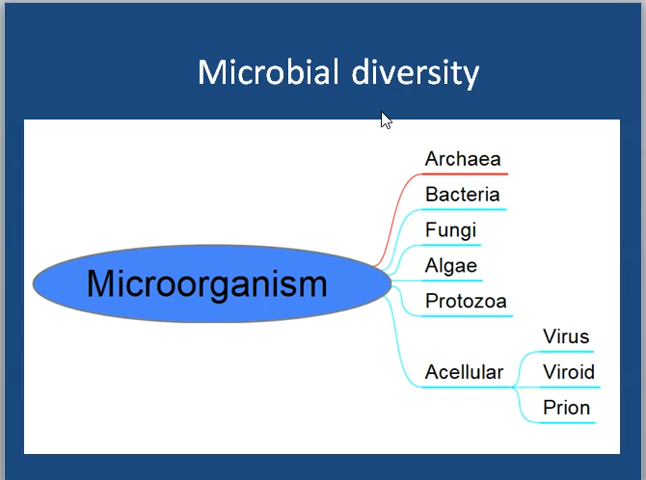 Microbial diversity
Microorganism
Archaea
Bacteria
Fungi
Algae
Protozoa
Acellular
Virus
Viroid
Prion